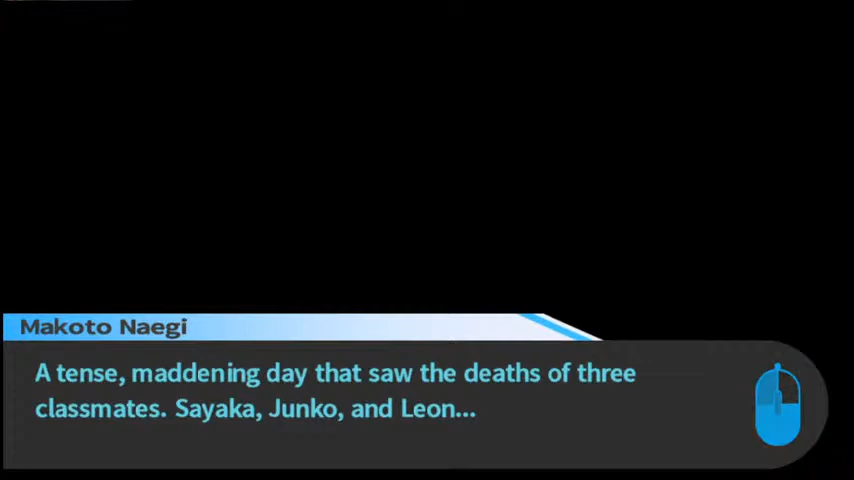 Makoto Naegi
A tense, maddening day that saw the deaths of three
classmates. Sayaka, Junko, and Leon...